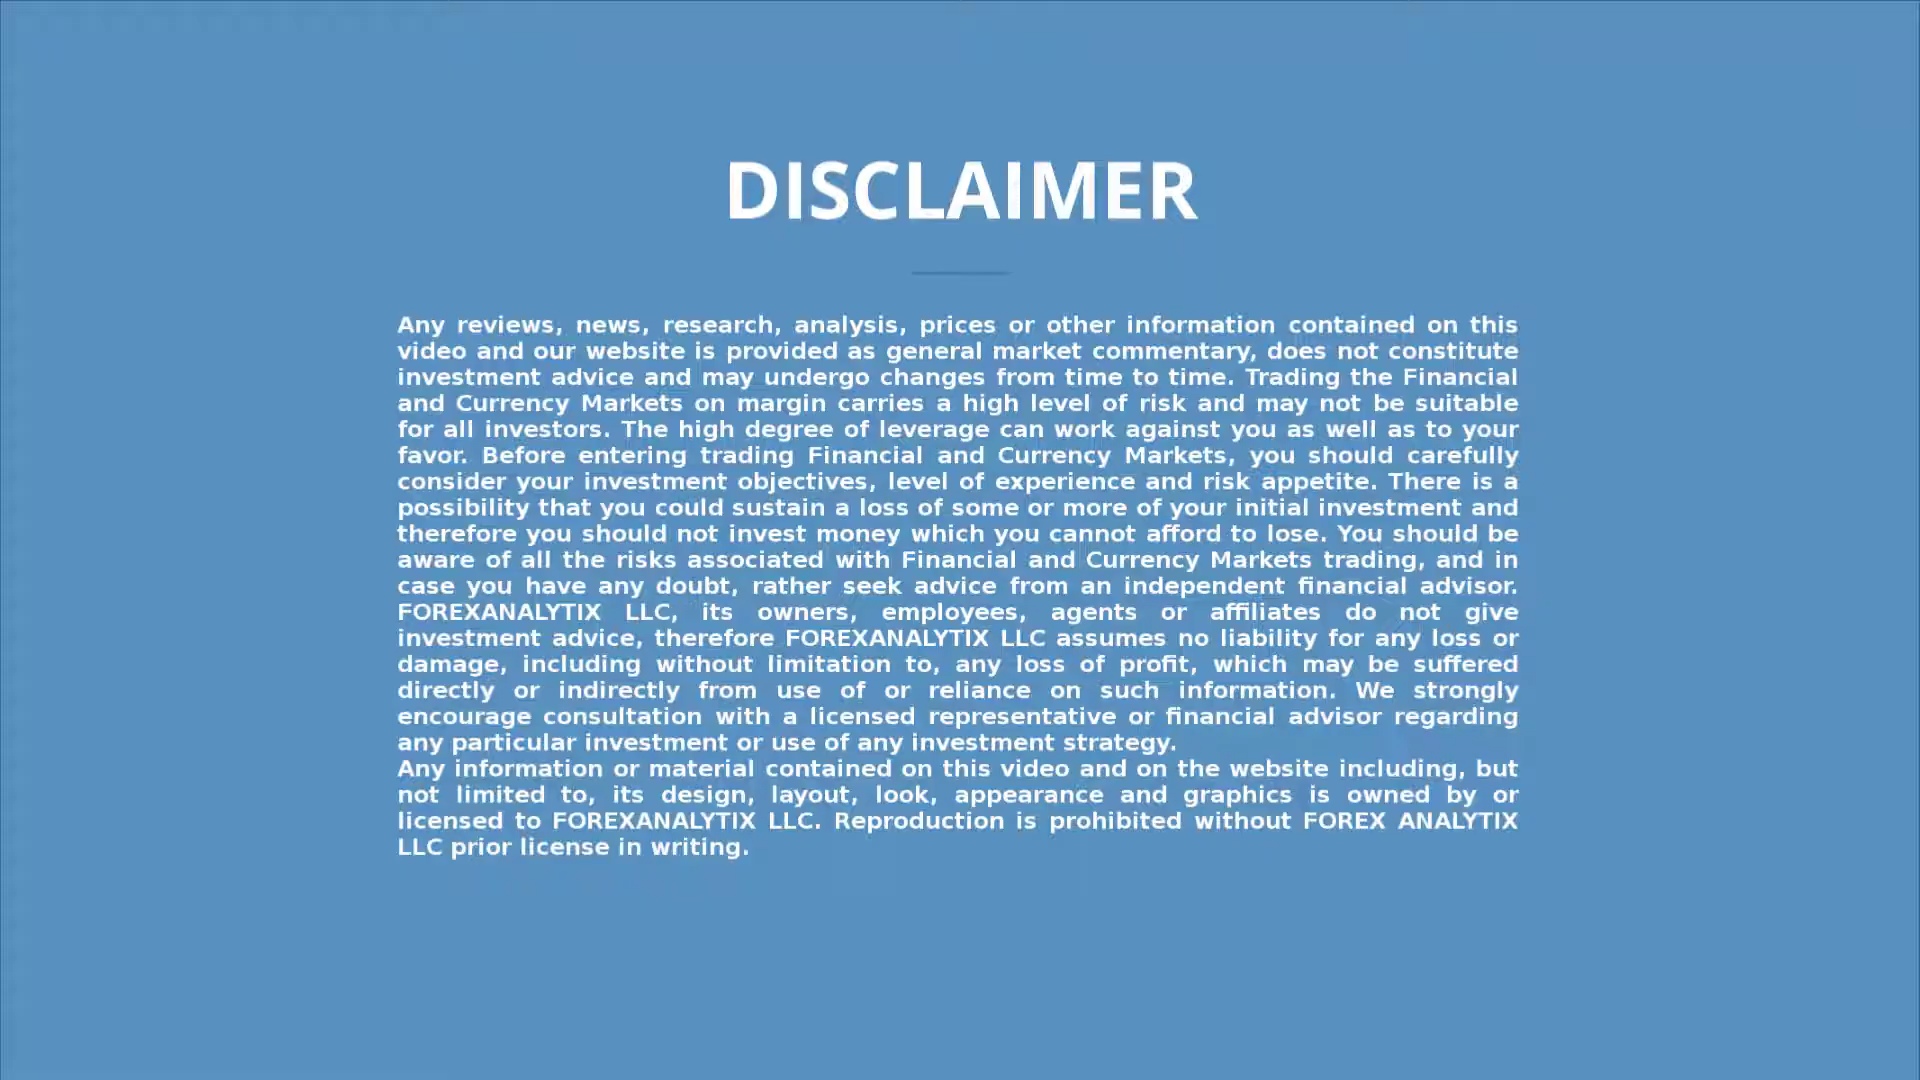 DISCLAIMER
Any reviews, news, research, analysis, prices or other information contained on this
video and our website is provided as general market commentary, does not constitute
investment advice and may undergo changes from time to time. Trading the Financial
and Currency Markets on margin carries a high level of risk and may not be suitable
for all investors. The high degree of leverage can work against you as well as to your
favor. Before entering trading Financial and Currency Markets, you should carefully
consider your investment objectives, level of experience and risk appetite. There is a
possibility that you could sustain a loss of some or more of your initial investment and
therefore you should not invest money which you cannot afford to lose. You should be
aware of all the risks associated with Financial and Currency Markets trading, and in
case you have any doubt, rather seek advice from an independent financial advisor.
FOREXANALYTIX LLC, its owners, employees, agents or affiliates do not give
investment advice, therefore FOREXANALYTIX LLC assumes no liability for any loss or
damage, including without limitation to, any loss of profit, which may be suffered
directly or indirectly from use of or reliance on such information. We strongly
encourage consultation with a licensed representative or financial advisor regarding
any particular investment or use of any investment strategy.
Any information or material contained on this video and on the website including, but
not limited to, its design, layout, look, appearance and graphics is owned by or
licensed to FOREXANALYTIX LLC. Reproduction is prohibited without FOREX ANALYTIX
LLC prior license in writing.